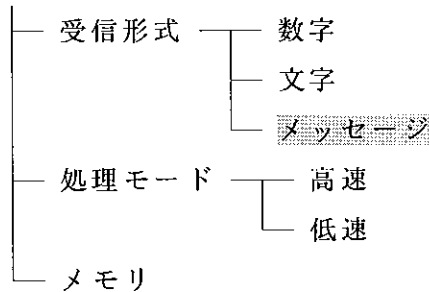 受信形式 数字
文字
メッセージ
処理モード 高速
低速
メモリ